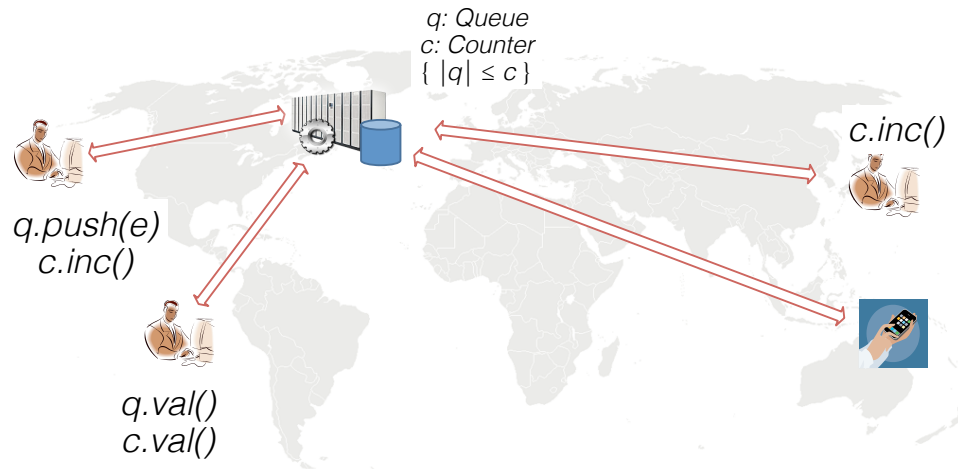 q: Queue
c: Counter
{ |q| ≤ c }
c.inc()
q.push(e)
c.inc()
q.val()
c.val()